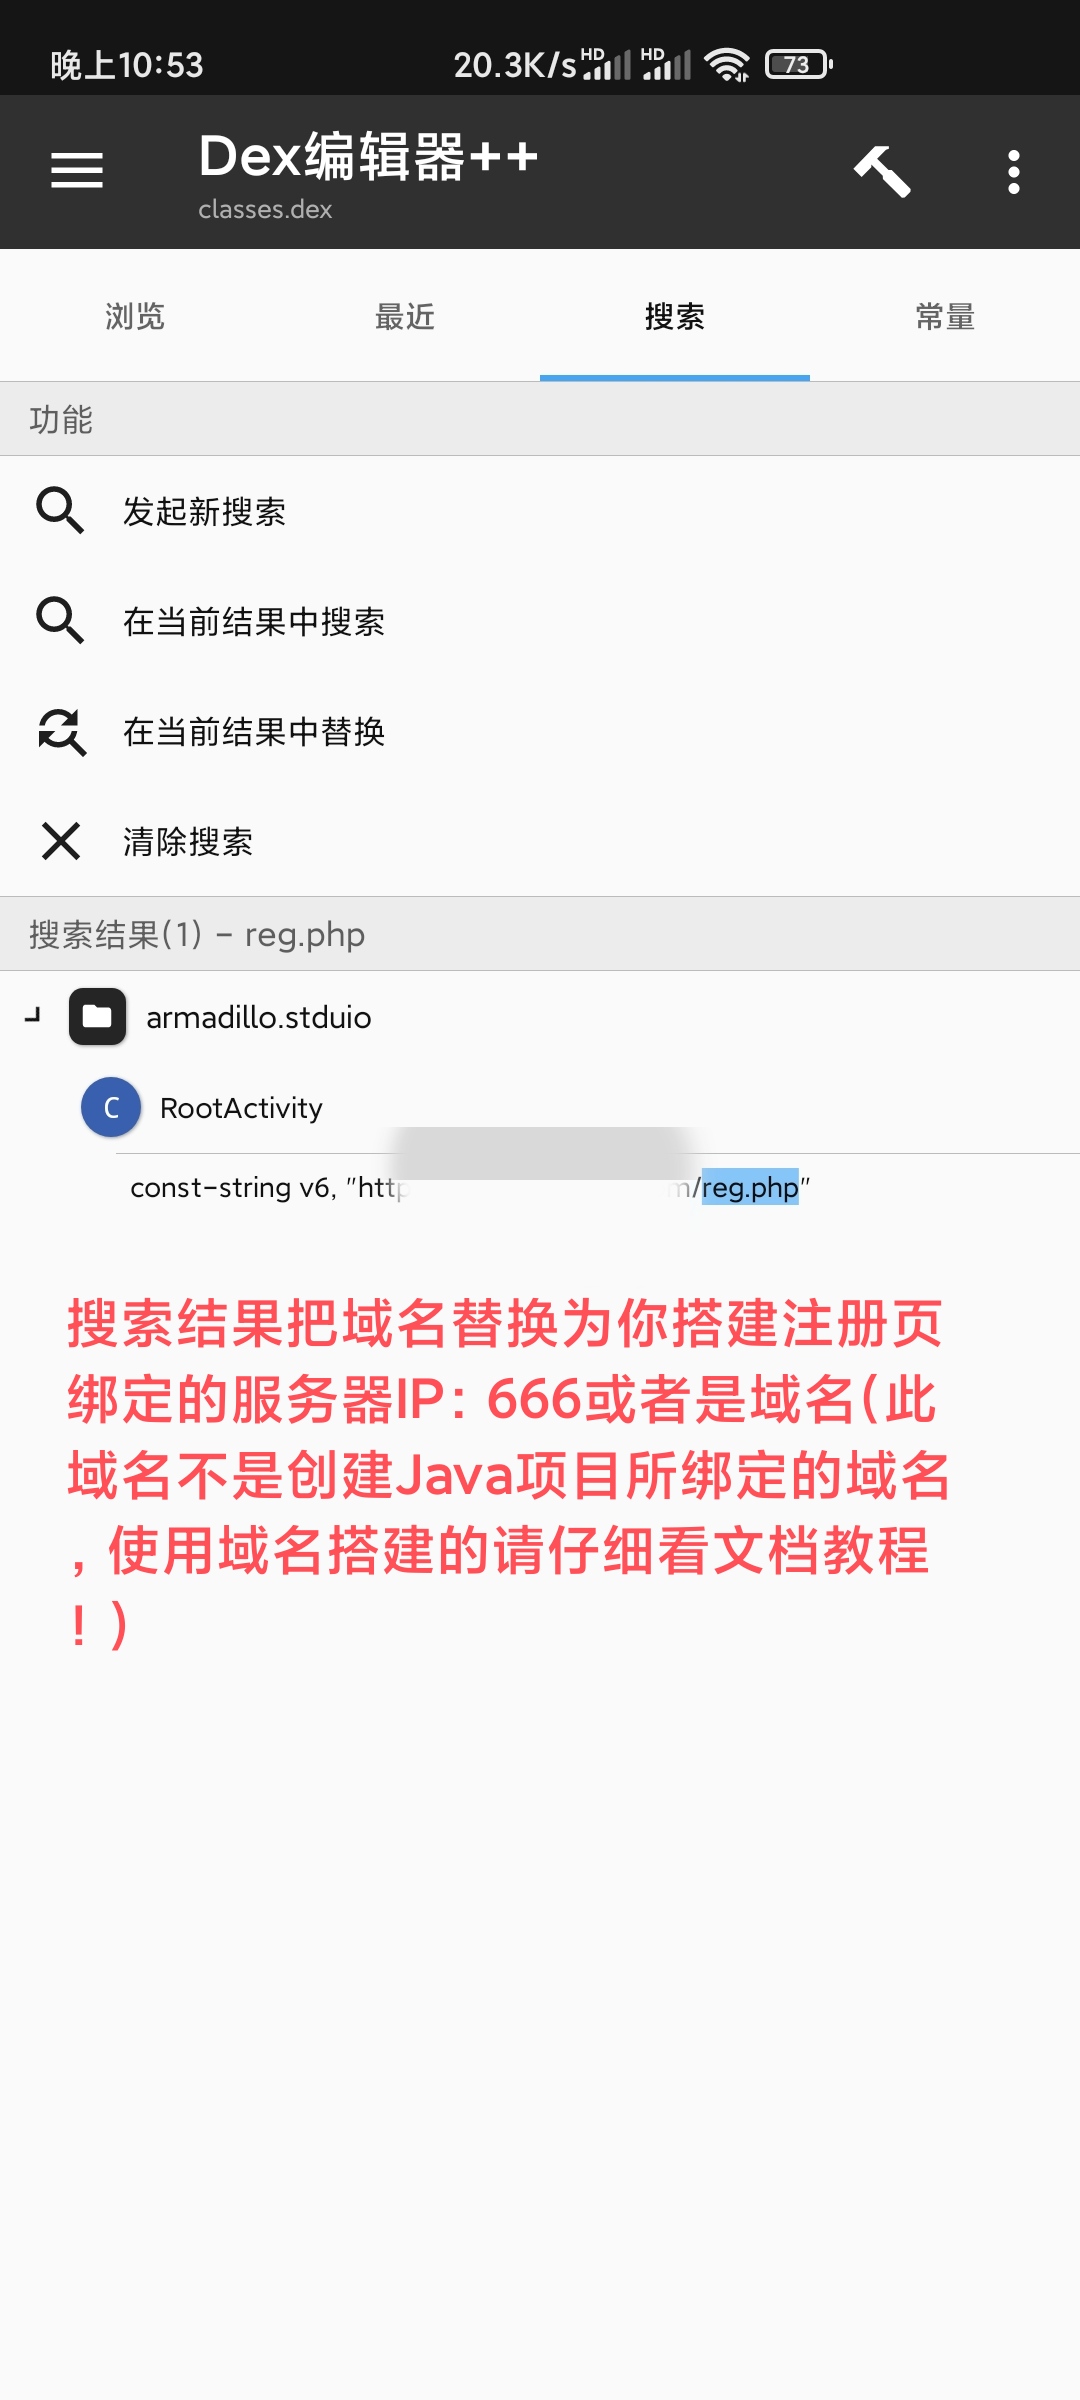 晚上10:53
20.3K/s HD HD 73
Dex编辑器++
classes.dex
浏览 最近 搜索 常量
功能
发起新搜索
在当前结果中搜索
在当前结果中替换
清除搜索
搜索结果(1) - reg.php
armadillo.stduio
C RootActivity
const-string v6, "http m/reg.php"
搜索结果把域名替换为你搭建注册页
绑定的服务器IP：666或者是域名(此
域名不是创建Java项目所绑定的域名
，使用域名搭建的请仔细看文档教程
！)